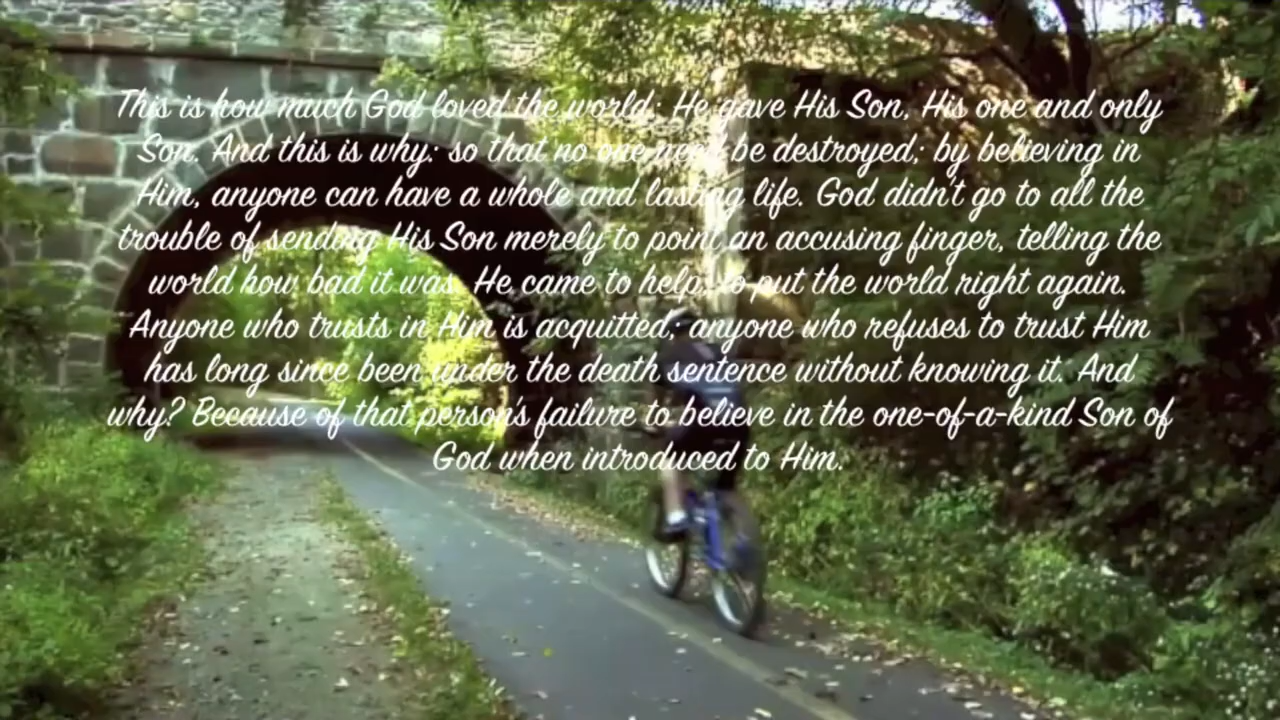 This is how much God loved the world: He gave His Son, His one and only
Son. And this is why: so that no one need be destroyed; by believing in
Him, anyone can have a whole and lasting life. God didn't go to all the
trouble of sending His Son merely to point an accusing finger, telling the
world how bad it was. He came to help, to put the world right again.
Anyone who trusts in Him is acquitted; anyone who refuses to trust Him
has long since been under the death sentence without knowing it. And
why? Because of that person's failure to believe in the one-of-a-kind Son of
God when introduced to Him.